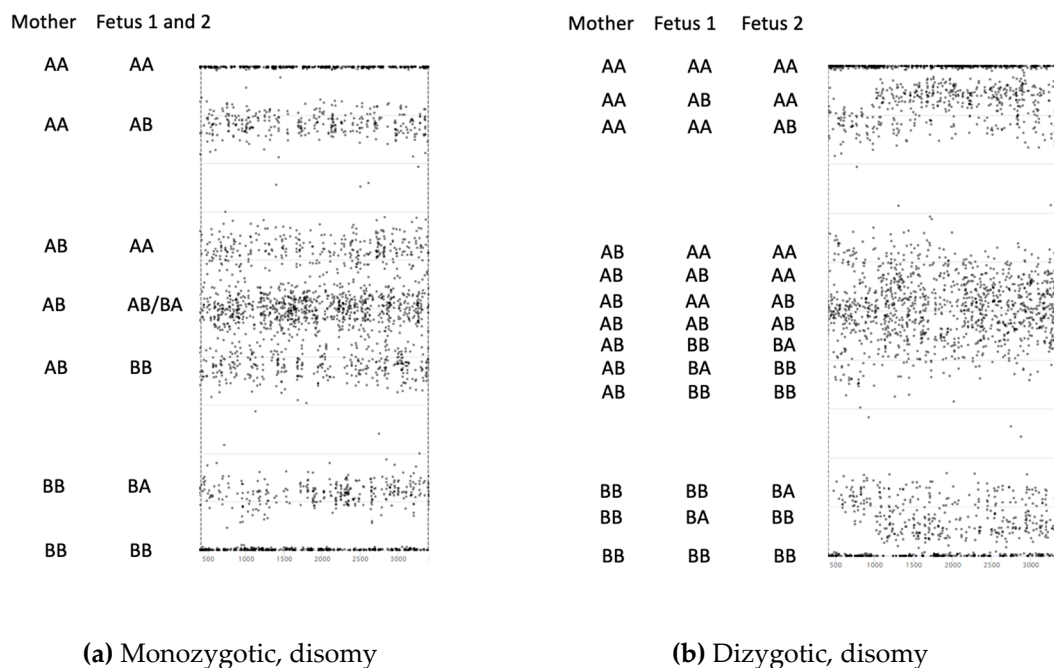 Mother Fetus 1 and 2
AA AA
AA AB
AB AA
AB AB/BA
AB BB
BB BA
BB BB
500 1000 1500 2000 2500 3000
(a) Monozygotic, disomy
Mother Fetus 1 Fetus 2
AA AA AA
AA AB AA
AA AA AB
AB AA AA
AB AB AA
AB AA AB
AB AB AB
AB BB BA
AB BA BB
AB BB BB
BB BB BA
BB BA BB
BB BB BB
500 1000 1500 2000 2500 3000
(b) Dizygotic, disomy